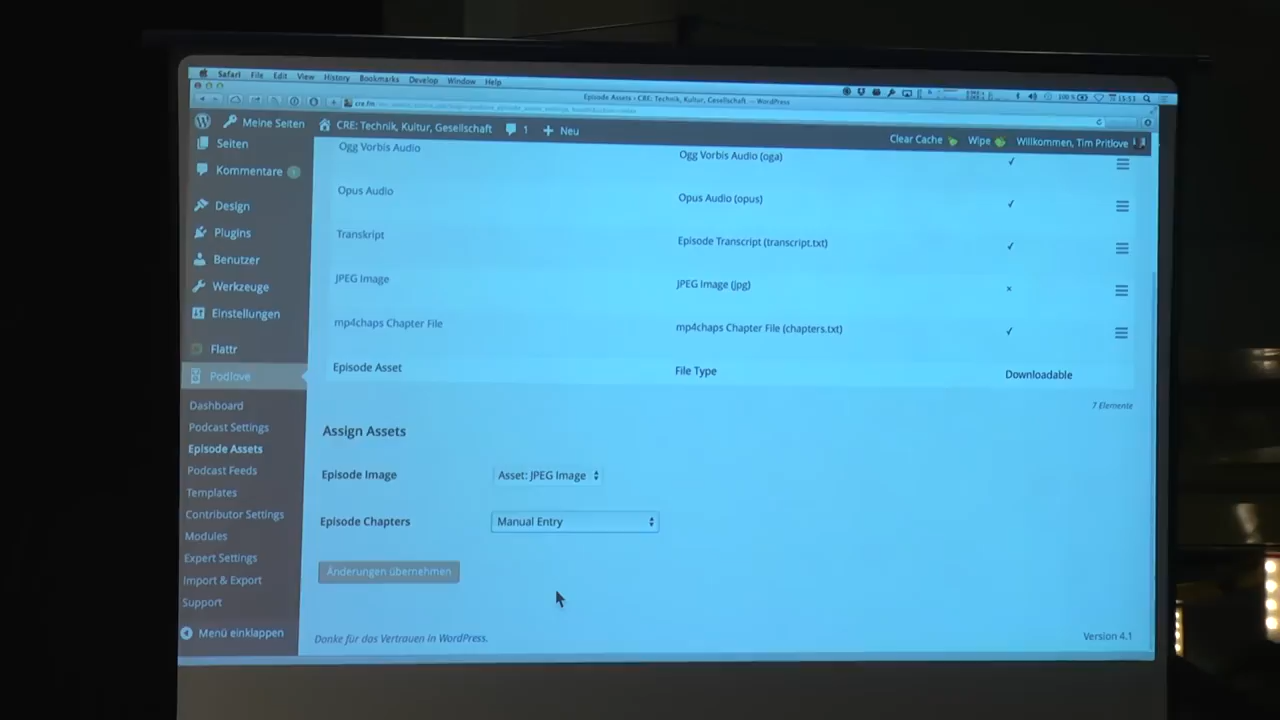 Safari File Edit View History Bookmarks Develop Window Help
Episode Assets ‹ CRE: Technik, Kultur, Gesellschaft — WordPress
cre.fm
Meine Seiten CRE: Technik, Kultur, Gesellschaft 1 + Neu Clear Cache Wipe Willkommen, Tim Pritlove
Seiten
Kommentare
Design
Plugins
Benutzer
Werkzeuge
Einstellungen
Flattr
Podlove
Dashboard
Podcast Settings
Episode Assets
Podcast Feeds
Templates
Contributor Settings
Modules
Expert Settings
Import & Export
Support
Menü einklappen
Ogg Vorbis Audio Ogg Vorbis Audio (oga) ✓
Opus Audio Opus Audio (opus) ✓
Transkript Episode Transcript (transcript.txt) ✓
JPEG Image JPEG Image (jpg) ×
mp4chaps Chapter File mp4chaps Chapter File (chapters.txt) ✓
Episode Asset File Type Downloadable
7 Elemente
Assign Assets
Episode Image Asset: JPEG Image
Episode Chapters Manual Entry
Änderungen übernehmen
Danke für das Vertrauen in WordPress. Version 4.1